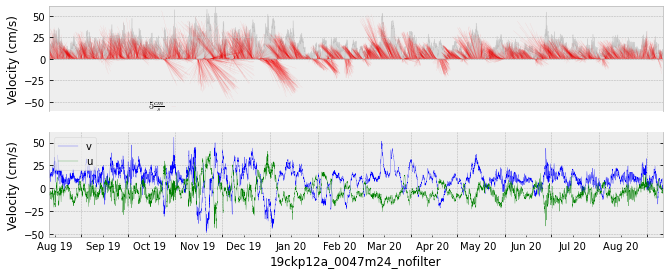 Velocity (cm/s)
50
25
0
−25
−50
5 cm/s
Velocity (cm/s)
50
25
0
−25
−50
v
u
Aug 19 Sep 19 Oct 19 Nov 19 Dec 19 Jan 20 Feb 20 Mar 20 Apr 20 May 20 Jun 20 Jul 20 Aug 20
19ckp12a_0047m24_nofilter